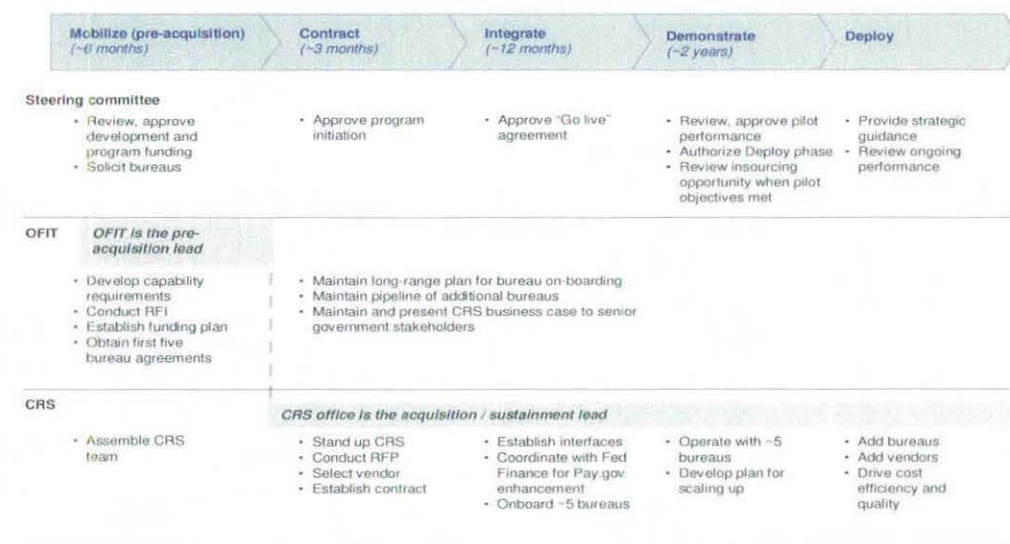 Mobilize (pre-acquisition)
(~6 months)
Contract
(~3 months)
Integrate
(~12 months)
Demonstrate
(~2 years)
Deploy
Steering committee
• Review, approve
development and
program funding
• Solicit bureaus
• Approve program
initiation
• Approve "Go live"
agreement
• Review, approve pilot
performance
• Authorize Deploy phase
• Review insourcing
opportunity when pilot
objectives met
• Provide strategic
guidance
• Review ongoing
performance
OFIT
OFIT is the pre-
acquisition lead
• Develop capability
requirements
• Conduct RFI
• Establish funding plan
• Obtain first five
bureau agreements
• Maintain long-range plan for bureau on-boarding
• Maintain pipeline of additional bureaus
• Maintain and present CRS business case to senior
government stakeholders
CRS
CRS office is the acquisition / sustainment lead
• Assemble CRS
team
• Stand up CRS
• Conduct RFP
• Select vendor
• Establish contract
• Establish interfaces
• Coordinate with Fed
Finance for Pay.gov
enhancement
• Onboard ~5 bureaus
• Operate with ~5
bureaus
• Develop plan for
scaling up
• Add bureaus
• Add vendors
• Drive cost
efficiency and
quality